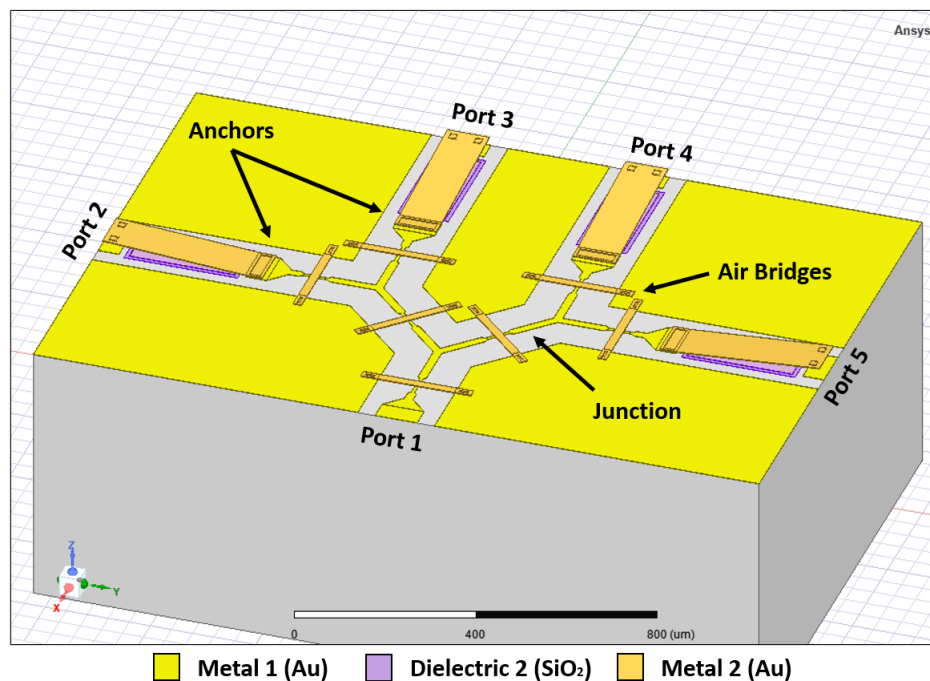 Ansys
Port 3
Anchors
Port 4
Port 2
Air Bridges
Port 5
Junction
Port 1
Z
Y
X
0 400 800 (um)
Metal 1 (Au) Dielectric 2 (SiO₂) Metal 2 (Au)